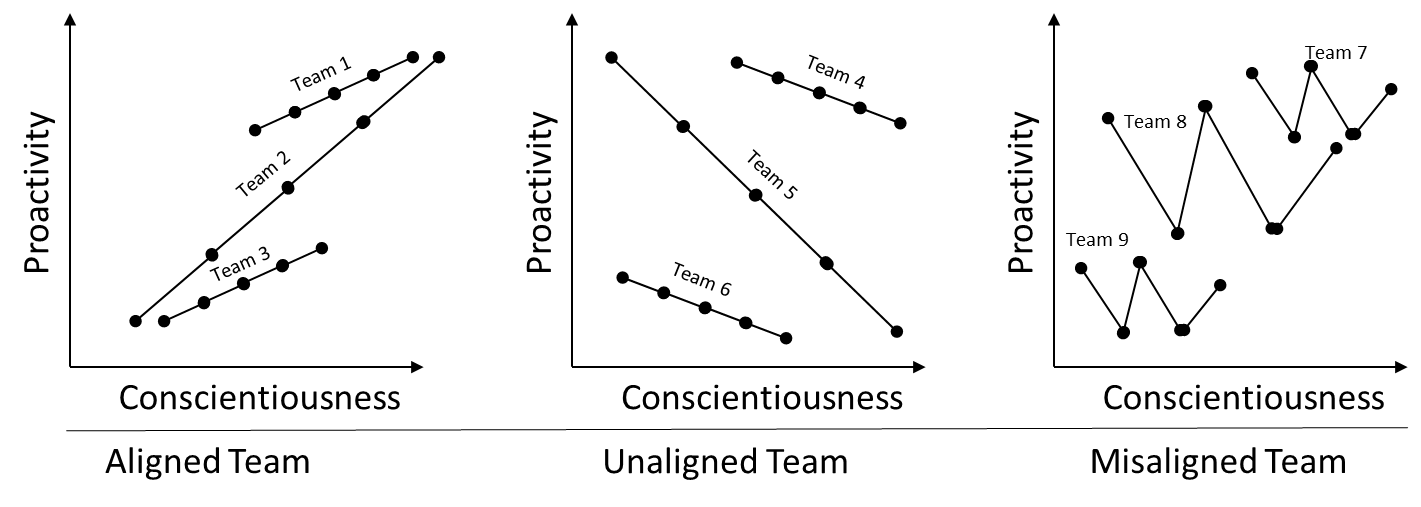 Proactivity
Team 1
Team 2
Team 3
Conscientiousness
Aligned Team
Proactivity
Team 4
Team 5
Team 6
Conscientiousness
Unaligned Team
Proactivity
Team 7
Team 8
Team 9
Conscientiousness
Misaligned Team